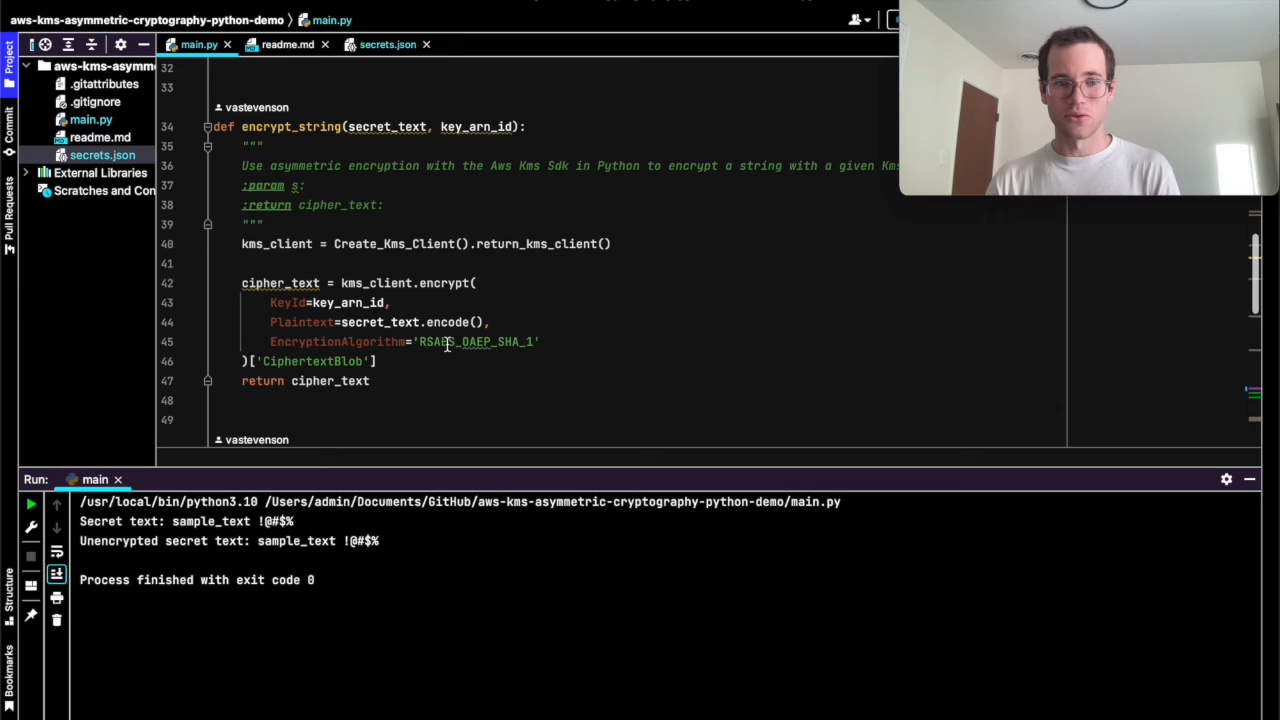 aws-kms-asymmetric-cryptography-python-demo main.py
main.py readme.md secrets.json
Project
Commit
Pull Requests
aws-kms-asymm
.gitattributes
.gitignore
main.py
readme.md
secrets.json
External Libraries
Scratches and Con
32
33
vastevenson
34 def encrypt_string(secret_text, key_arn_id):
35 """
36 Use asymmetric encryption with the Aws Kms Sdk in Python to encrypt a string with a given Km
37 :param s:
38 :return cipher_text:
39 """
40 kms_client = Create_Kms_Client().return_kms_client()
41
42 cipher_text = kms_client.encrypt(
43 KeyId=key_arn_id,
44 Plaintext=secret_text.encode(),
45 EncryptionAlgorithm='RSAES_OAEP_SHA_1'
46 )['CiphertextBlob']
47 return cipher_text
48
49
vastevenson
Run: main
/usr/local/bin/python3.10 /Users/admin/Documents/GitHub/aws-kms-asymmetric-cryptography-python-demo/main.py
Secret text: sample_text !@#$%
Unencrypted secret text: sample_text !@#$%
Process finished with exit code 0
Structure
Bookmarks